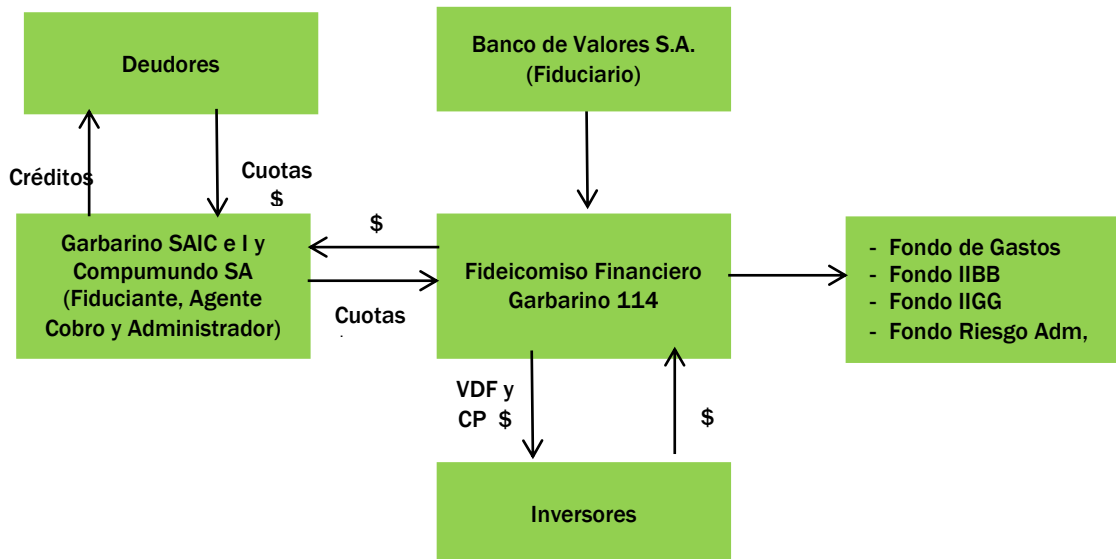 Deudores
Banco de Valores S.A.
(Fiduciario)
Créditos
Cuotas
$
Garbarino SAIC e I y
Compumundo SA
(Fiduciante, Agente
Cobro y Administrador)
$
Cuotas
Fideicomiso Financiero
Garbarino 114
- Fondo de Gastos
- Fondo IIBB
- Fondo IIGG
- Fondo Riesgo Adm,
VDF y
CP $
$
Inversores